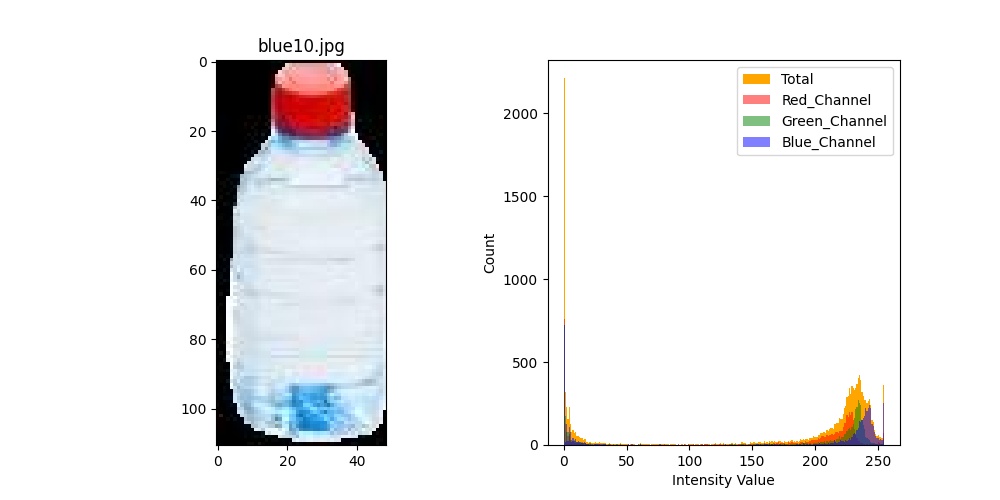 blue10.jpg
0
20
40
60
80
100
0 20 40
Total
Red_Channel
Green_Channel
Blue_Channel
Count
2000
1500
1000
500
0
0 50 100 150 200 250
Intensity Value